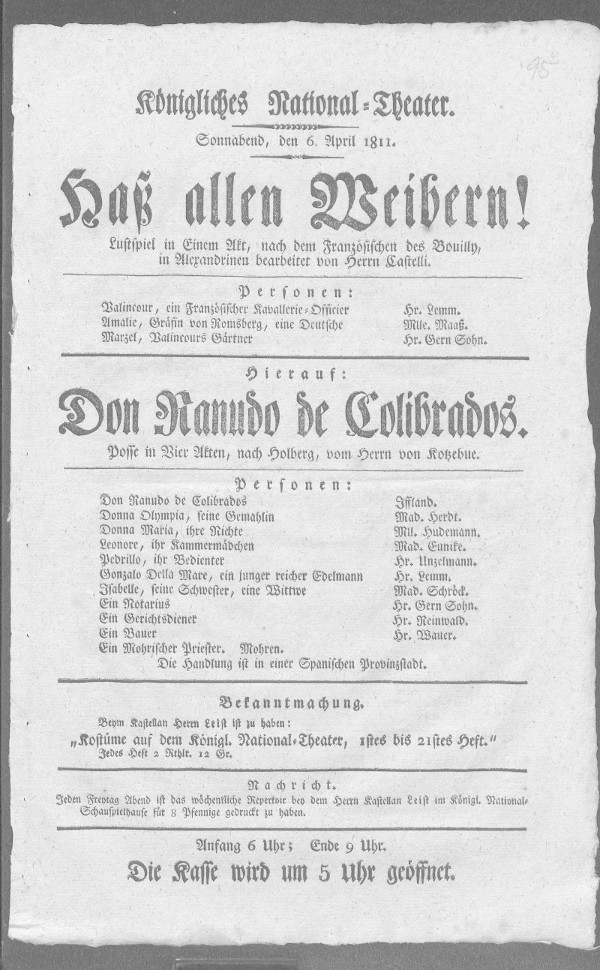 95
Königliches National-Theater.
Sonnabend, den 6. April 1811.
Haß allen Weibern!
Lustspiel in Einem Akt, nach dem Französischen des Bouilly,
in Alexandrinen bearbeitet von Herrn Castelli.
Personen:
Valincour, ein Französischer Kavallerie-Officier Hr. Lemm.
Amalie, Gräfin von Romsberg, eine Deutsche Mlle. Maaß.
Marzel, Valincours Gärtner Hr. Gern Sohn.
Hierauf:
Don Ranudo de Colibrados.
Posse in Vier Akten, nach Holberg, vom Herrn von Kotzebue.
Personen:
Don Ranudo de Colibrados Iffland.
Donna Olympia, seine Gemahlin Mad. Herdt.
Donna Maria, ihre Nichte Mll. Hudemann.
Leonore, ihr Kammermädchen Mad. Eunike.
Pedrillo, ihr Bedienter Hr. Unzelmann.
Gonzalo Della Mare, ein junger reicher Edelmann Hr. Lemm.
Isabelle, seine Schwester, eine Wittwe Mad. Schröck.
Ein Notarius Hr. Gern Sohn.
Ein Gerichtsdiener Hr. Reinwald.
Ein Bauer Hr. Wauer.
Ein Mohrischer Priester. Mohren.
Die Handlung ist in einer Spanischen Provinzstadt.
Bekanntmachung.
Beym Kastellan Herrn Leist ist zu haben:
„Kostüme auf dem Königl. National-Theater, 1stes bis 21stes Heft."
Jedes Heft 2 Rthlr. 12 Gr.
Nachricht.
Jeden Freytag Abend ist das wöchentliche Repertoir bey dem Herrn Kastellan Leist im Königl. National-
Schauspielhause für 8 Pfennige gedruckt zu haben.
Anfang 6 Uhr; Ende 9 Uhr.
Die Kasse wird um 5 Uhr geöffnet.